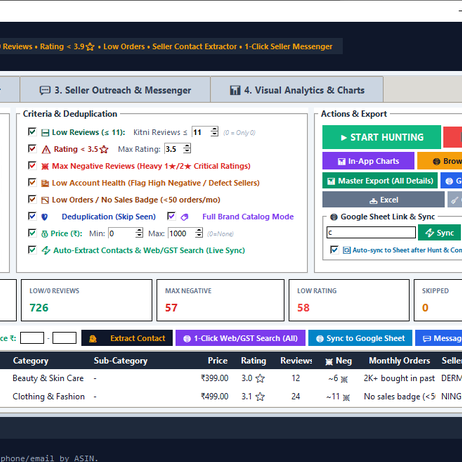 Reviews • Rating < 3.9☆ • Low Orders • Seller Contact Extractor • 1-Click Seller Messenger
3. Seller Outreach & Messenger
4. Visual Analytics & Charts
Criteria & Deduplication
Low Reviews (≤ 11): Kitni Reviews ≤ 11 (0 = Only 0)
Rating < 3.5☆ Max Rating: 3.5
Max Negative Reviews (Heavy 1★/2★ Critical Ratings)
Low Account Health (Flag High Negative / Defect Sellers)
Low Orders / No Sales Badge (<50 orders/mo)
Deduplication (Skip Seen) Full Brand Catalog Mode
Price (₹): Min: 0 Max: 1000 (0=None)
Auto-Extract Contacts & Web/GST Search (Live Sync)
Actions & Export
▶ START HUNTING
In-App Charts
Brow
Master Export (All Details)
G
Excel
Google Sheet Link & Sync
c
Sync
Auto-sync to Sheet after Hunt & Con
LOW/0 REVIEWS
726
MAX NEGATIVE
57
LOW RATING
58
SKIPPED
0
ce ₹: - Extract Contact 1-Click Web/GST Search (All) Sync to Google Sheet Messag
Category Sub-Category Price Rating Reviews Neg Monthly Orders Seller
Beauty & Skin Care - ₹399.00 3.0 ☆ 12 ~6 2K+ bought in past DEM
Clothing & Fashion - ₹499.00 3.1 ☆ 24 ~11 No sales badge (<5 NING
phone/email by ASIN.